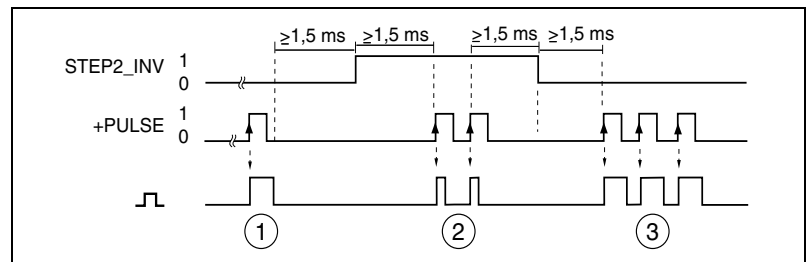 ≥1,5 ms ≥1,5 ms ≥1,5 ms ≥1,5 ms
STEP2_INV 1
0
+PULSE 1
0
1 2 3